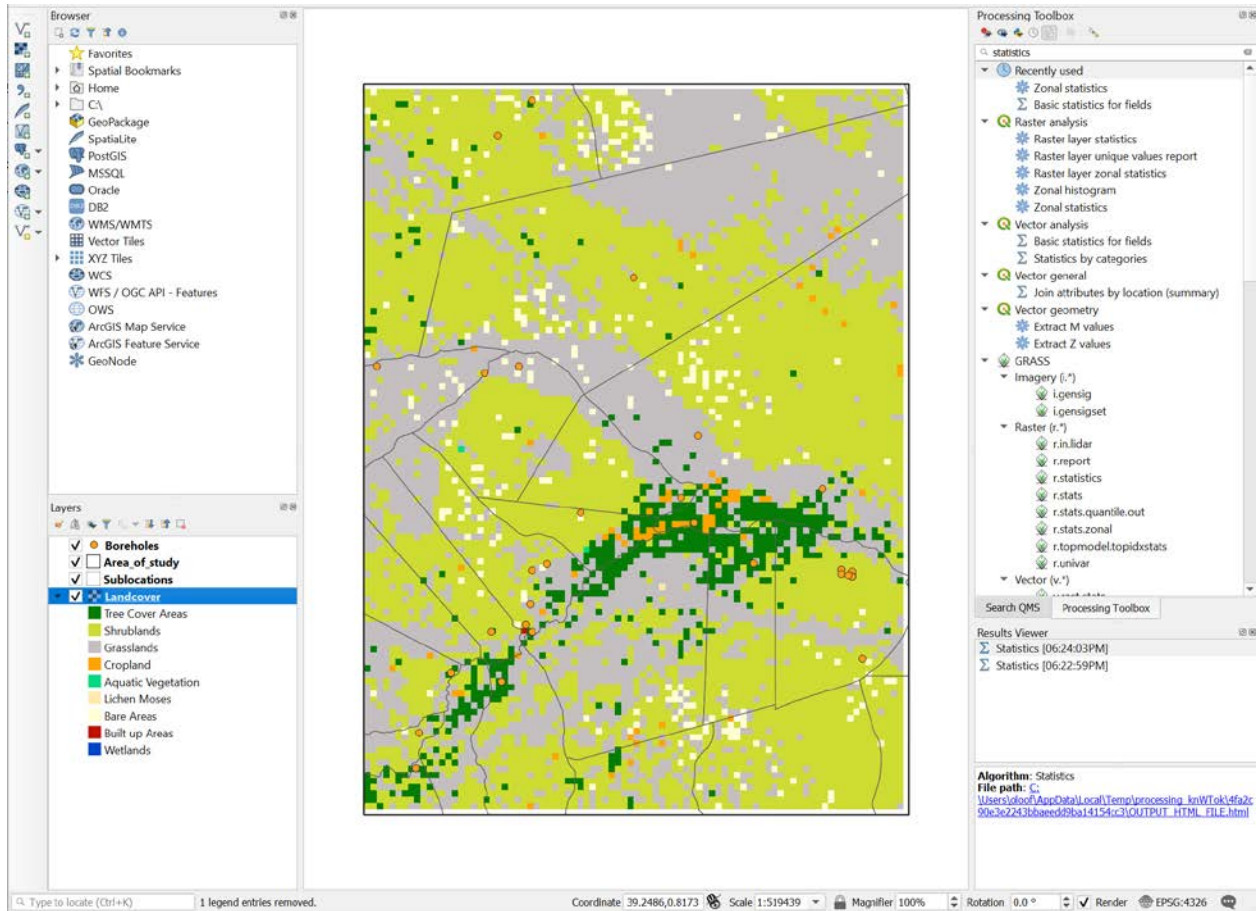 Browser
Favorites
Spatial Bookmarks
Home
C:\
GeoPackage
SpatiaLite
PostGIS
MSSQL
Oracle
DB2
WMS/WMTS
Vector Tiles
XYZ Tiles
WCS
WFS / OGC API - Features
OWS
ArcGIS Map Service
ArcGIS Feature Service
GeoNode
Layers
Boreholes
Area_of_study
Sublocations
Landcover
Tree Cover Areas
Shrublands
Grasslands
Cropland
Aquatic Vegetation
Lichen Moses
Bare Areas
Built up Areas
Wetlands
Processing Toolbox
statistics
Recently used
Zonal statistics
Basic statistics for fields
Raster analysis
Raster layer statistics
Raster layer unique values report
Raster layer zonal statistics
Zonal histogram
Zonal statistics
Vector analysis
Basic statistics for fields
Statistics by categories
Vector general
Join attributes by location (summary)
Vector geometry
Extract M values
Extract Z values
GRASS
Imagery (i.*)
i.gensig
i.gensigset
Raster (r.*)
r.in.lidar
r.report
r.statistics
r.stats
r.stats.quantile.out
r.stats.zonal
r.topmodel.topidxstats
r.univar
Vector (v.*)
Search QMS Processing Toolbox
Results Viewer
Statistics [06:24:03PM]
Statistics [06:22:59PM]
Algorithm: Statistics
File path: C:
\Users\oloof\AppData\Local\Temp\processing_knWTok\4fa2c
90e3e2243bbaeedd9ba14154cc3\OUTPUT_HTML_FILE.html
Type to locate (Ctrl+K) 1 legend entries removed. Coordinate 39.2486,0.8173 Scale 1:519439 Magnifier 100% Rotation 0.0 ° Render EPSG:4326